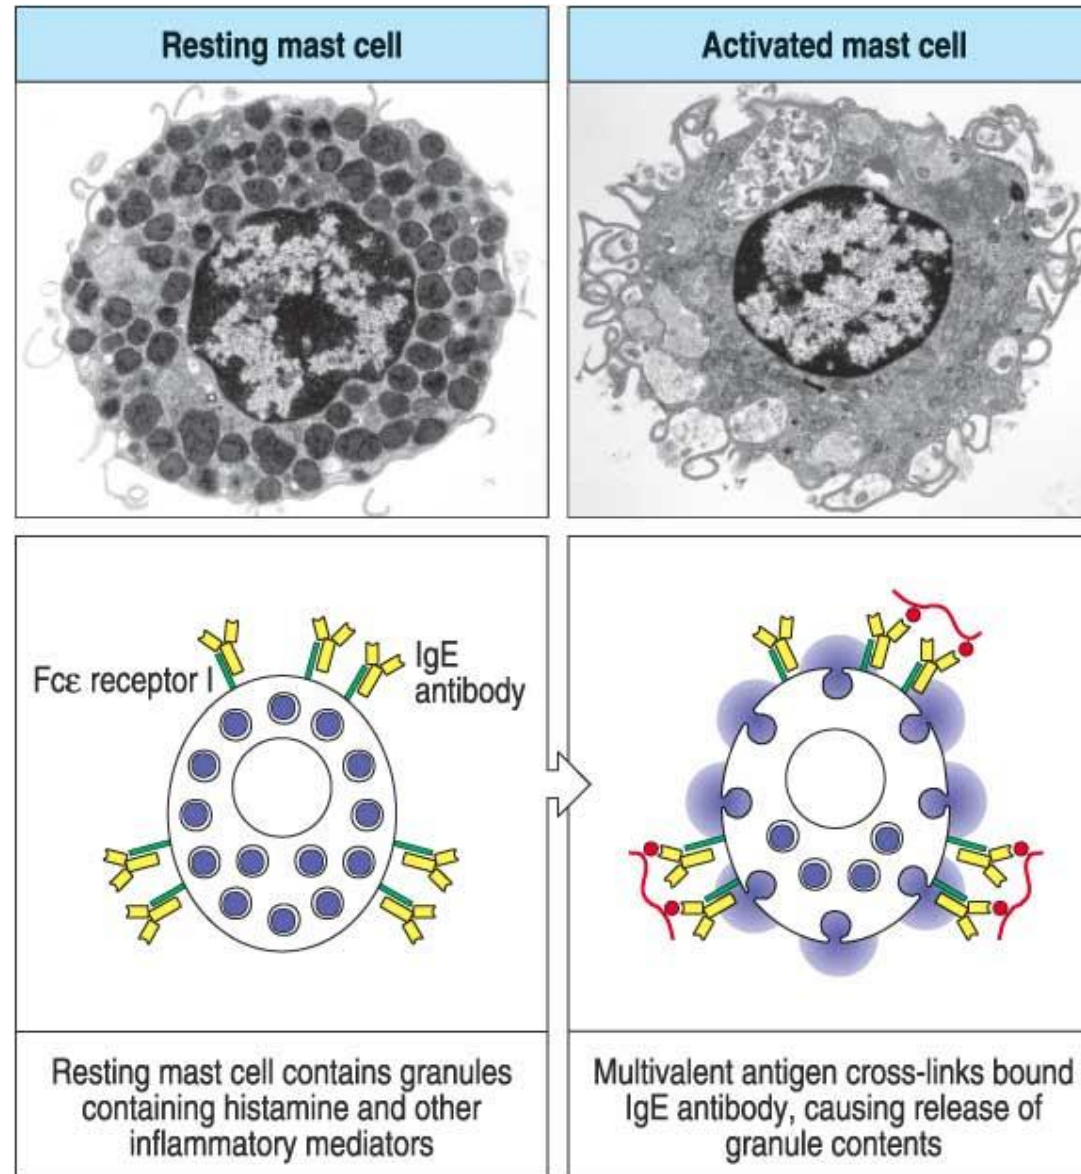 Resting mast cell
Activated mast cell
Fcε receptor I
IgE
antibody
Resting mast cell contains granules
containing histamine and other
inflammatory mediators
Multivalent antigen cross-links bound
IgE antibody, causing release of
granule contents